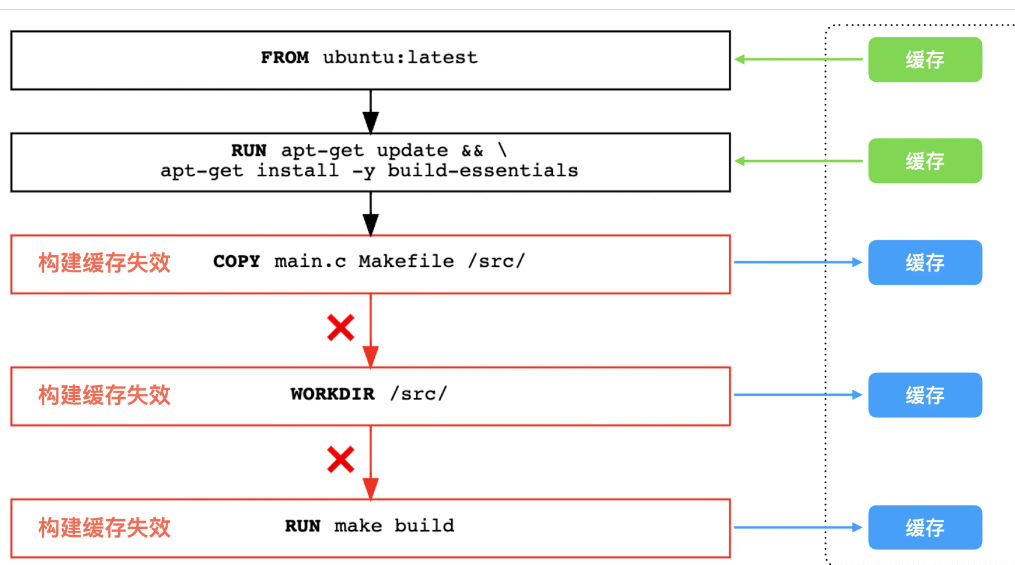 FROM ubuntu:latest
缓存
RUN apt-get update && \
apt-get install -y build-essentials
缓存
构建缓存失效 COPY main.c Makefile /src/
缓存
构建缓存失效 WORKDIR /src/
缓存
构建缓存失效 RUN make build
缓存